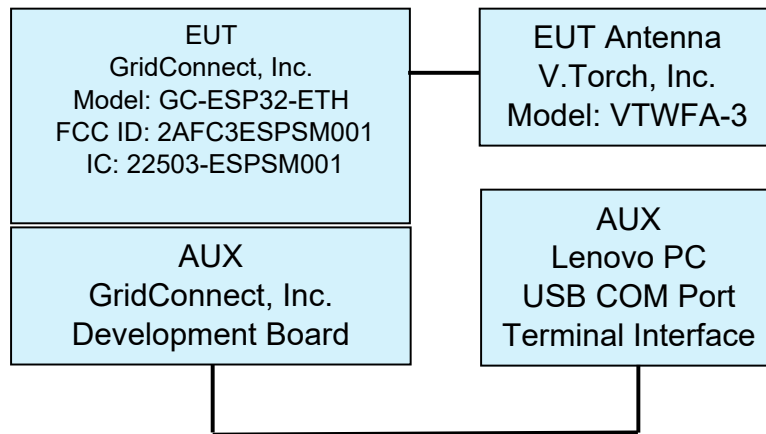 EUT
GridConnect, Inc.
Model: GC-ESP32-ETH
FCC ID: 2AFC3ESPSM001
IC: 22503-ESPSM001
EUT Antenna
V.Torch, Inc.
Model: VTWFA-3
AUX
GridConnect, Inc.
Development Board
AUX
Lenovo PC
USB COM Port
Terminal Interface